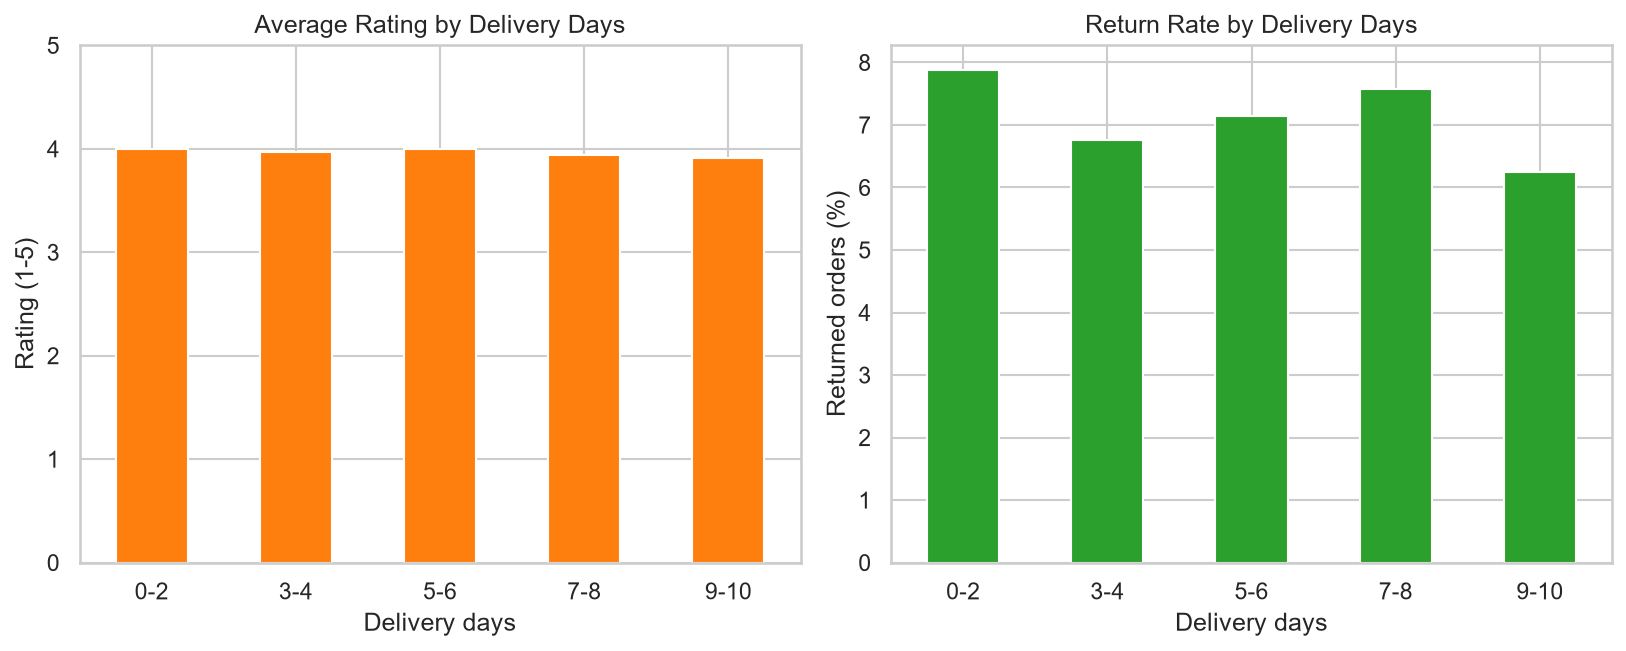 Average Rating by Delivery Days
5
4
3
2
1
0
Rating (1-5)
0-2 3-4 5-6 7-8 9-10
Delivery days
Return Rate by Delivery Days
8
7
6
5
4
3
2
1
0
Returned orders (%)
0-2 3-4 5-6 7-8 9-10
Delivery days